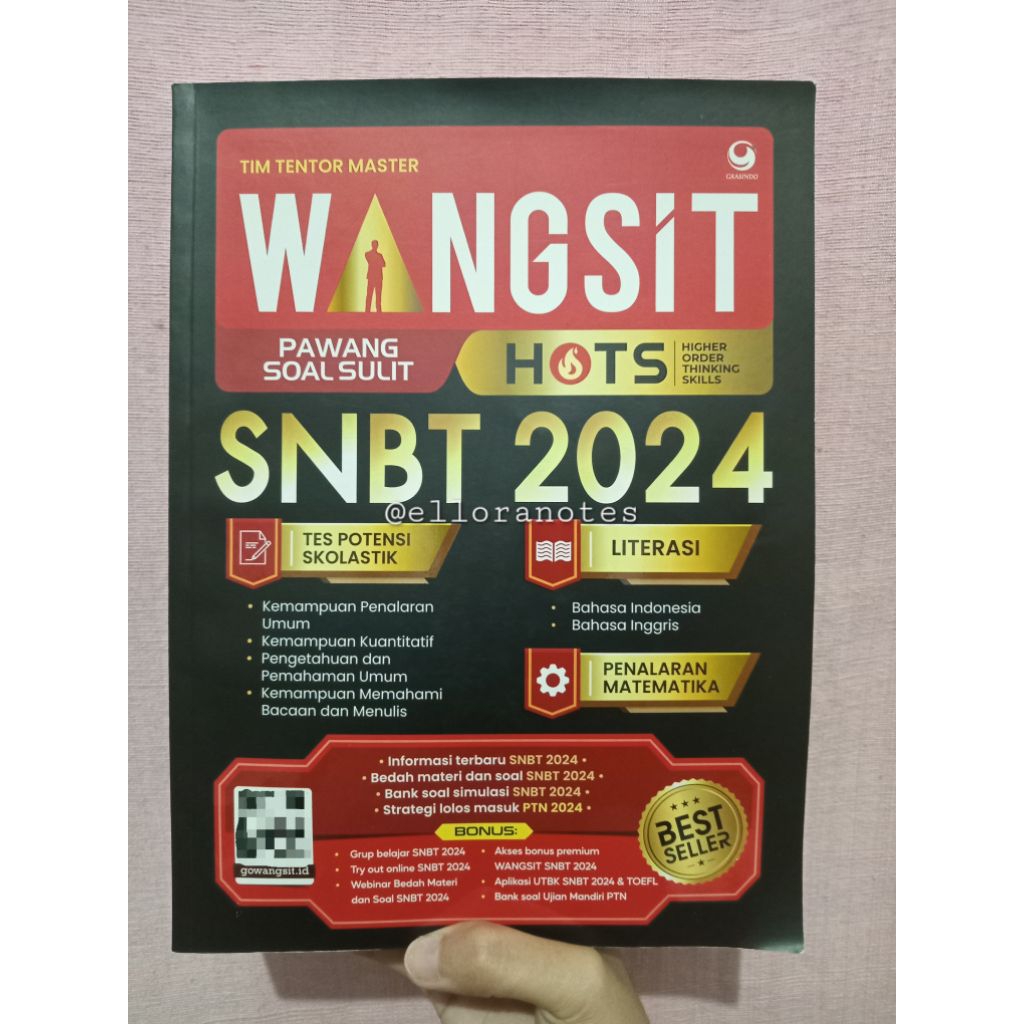 TIM TENTOR MASTER
GRASINDO
WANGSIT
PAWANG
SOAL SULIT
HOTS
HIGHER
ORDER
THINKING
SKILLS
SNBT 2024
@elloranotes
TES POTENSI
SKOLASTIK
• Kemampuan Penalaran
Umum
• Kemampuan Kuantitatif
• Pengetahuan dan
Pemahaman Umum
• Kemampuan Memahami
Bacaan dan Menulis
LITERASI
• Bahasa Indonesia
• Bahasa Inggris
PENALARAN
MATEMATIKA
• Informasi terbaru SNBT 2024 •
• Bedah materi dan soal SNBT 2024 •
• Bank soal simulasi SNBT 2024 •
• Strategi lolos masuk PTN 2024 •
BONUS:
• Grup belajar SNBT 2024
• Try out online SNBT 2024
• Webinar Bedah Materi
dan Soal SNBT 2024
• Akses bonus premium
WANGSIT SNBT 2024
• Aplikasi UTBK SNBT 2024 & TOEFL
• Bank soal Ujian Mandiri PTN
gowangsit.id
BEST
SELLER